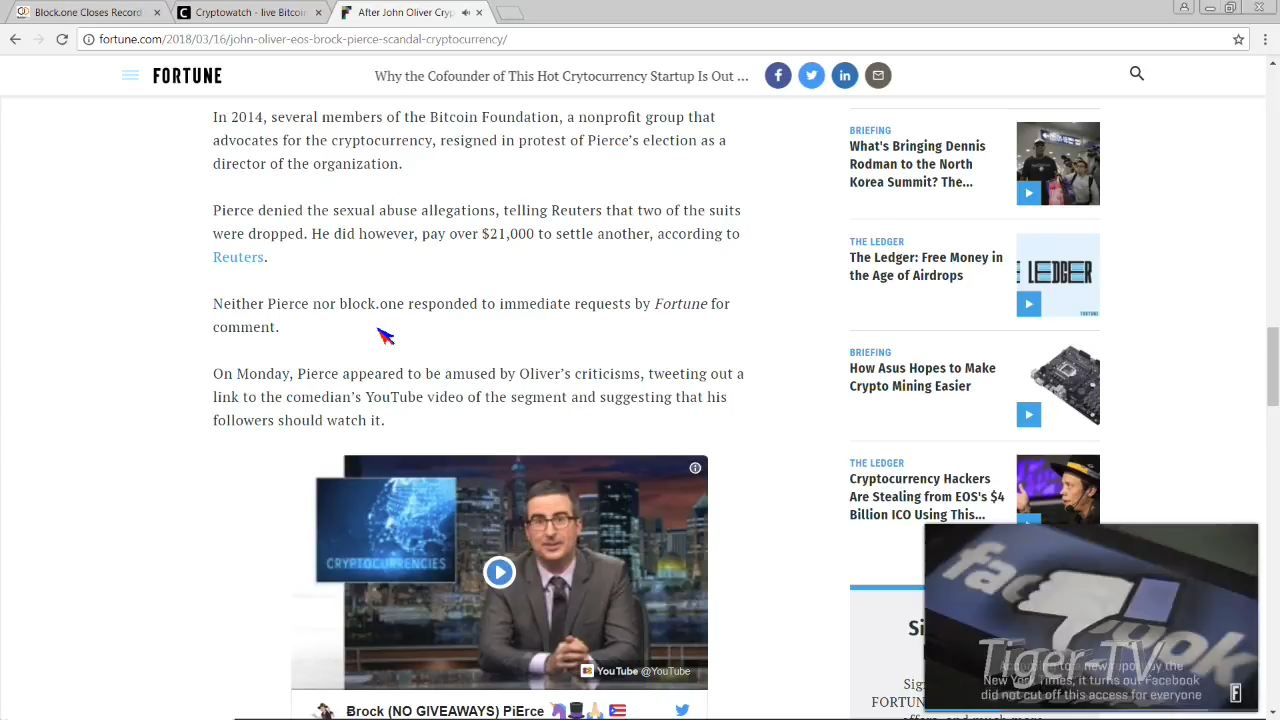 Block.one Closes Record
Cryptowatch - live Bitcoin
After John Oliver Cryp
fortune.com/2018/03/16/john-oliver-eos-brock-pierce-scandal-cryptocurrency/
FORTUNE
Why the Cofounder of This Hot Crytocurrency Startup Is Out ...
In 2014, several members of the Bitcoin Foundation, a nonprofit group that
advocates for the cryptocurrency, resigned in protest of Pierce's election as a
director of the organization.
Pierce denied the sexual abuse allegations, telling Reuters that two of the suits
were dropped. He did however, pay over $21,000 to settle another, according to
Reuters.
Neither Pierce nor block.one responded to immediate requests by Fortune for
comment.
On Monday, Pierce appeared to be amused by Oliver's criticisms, tweeting out a
link to the comedian's YouTube video of the segment and suggesting that his
followers should watch it.
CRYPTOCURRENCIES
YouTube @YouTube
Brock (NO GIVEAWAYS) PiErce
BRIEFING
What's Bringing Dennis
Rodman to the North
Korea Summit? The...
THE LEDGER
The Ledger: Free Money in
the Age of Airdrops
LEDGER
FORTUNE
BRIEFING
How Asus Hopes to Make
Crypto Mining Easier
THE LEDGER
Cryptocurrency Hackers
Are Stealing from EOS's $4
Billion ICO Using This...
Si
Sig
FORTU
Tiger-TV
New York Times, it turns out Facebook
did not cut off this access for everyone
F